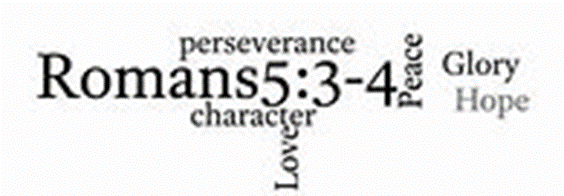 perseverance
Romans5:3-4
Peace
Glory
Hope
character
Love